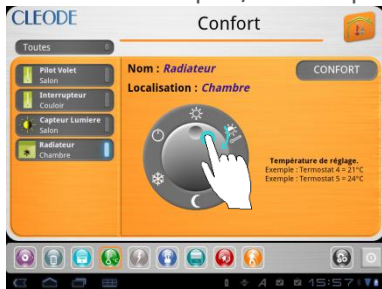 CLEODE
Confort
Toutes
Pilot Volet
Salon
Interrupteur
Couloir
Capteur Lumiere
Salon
Radiateur
Chambre
Nom : Radiateur
CONFORT
Localisation : Chambre
Température de réglage.
Exemple : Termostat 4 = 21°C
Exemple : Termostat 5 = 24°C
15:57